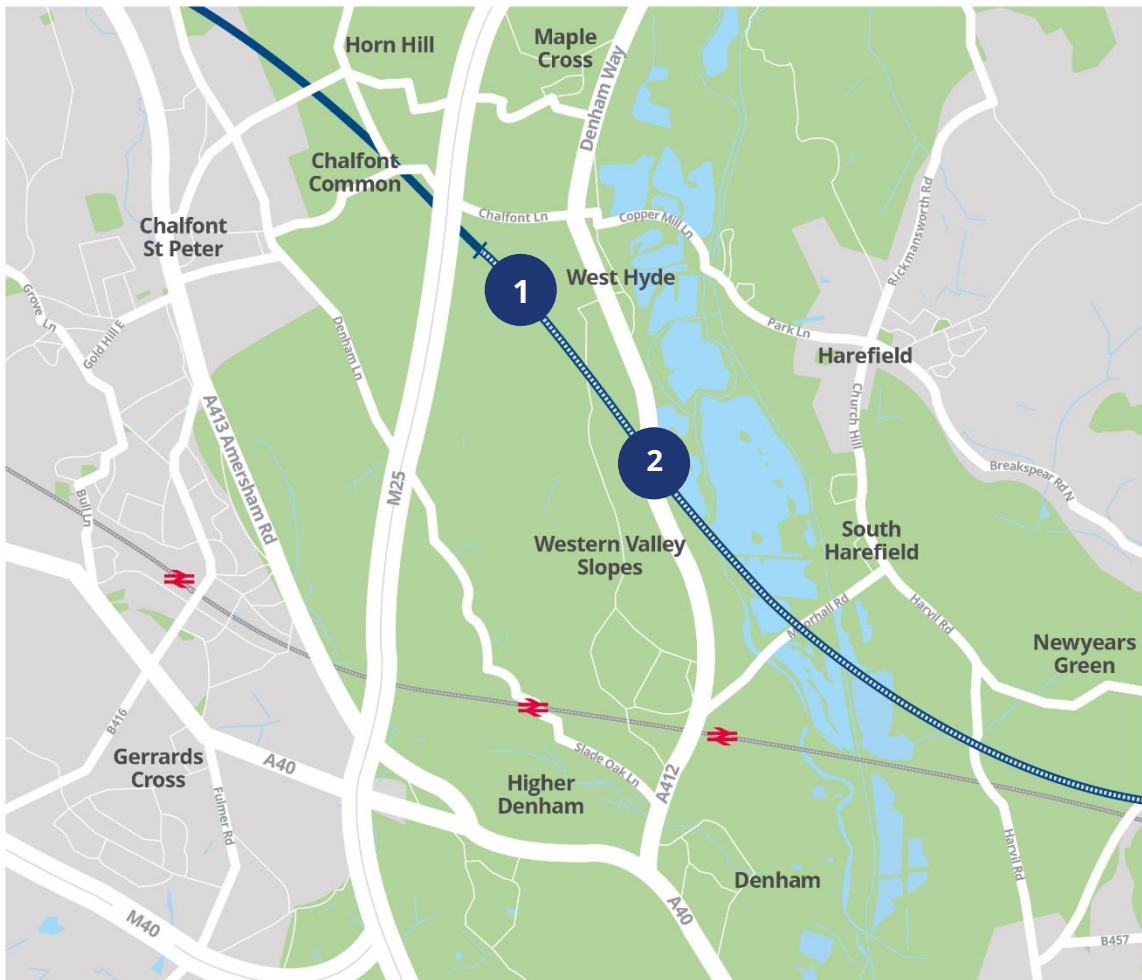 Horn Hill
Maple
Cross
Denham Way
Chalfont
Common
Chalfont
St Peter
Chalfont Ln
Copper Mill Ln
Rickmansworth Rd
1
West Hyde
Grove Ln
Gold Hill E
Denham Ln
Park Ln
Harefield
Church Hill
A413 Amersham Rd
M25
2
Breakspear Rd N
Bull Ln
Western Valley
Slopes
South
Harefield
Moorhall Rd
Harvil Rd
Newyears
Green
B416
Gerrards
Cross
A40
Fulmer Rd
Slade Oak Ln
Higher
Denham
A412
Harvil Rd
Denham
A40
M40
B457